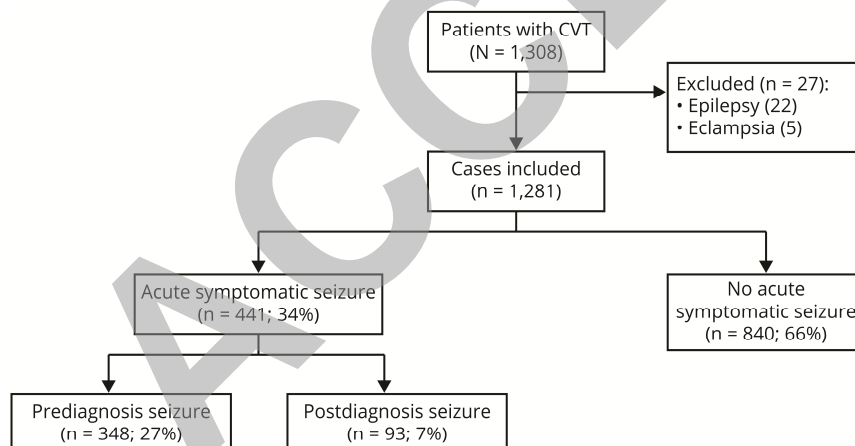 Patients with CVT
(N = 1,308)
Excluded (n = 27):
• Epilepsy (22)
• Eclampsia (5)
Cases included
(n = 1,281)
Acute symptomatic seizure
(n = 441; 34%)
No acute
symptomatic seizure
(n = 840; 66%)
Prediagnosis seizure
(n = 348; 27%)
Postdiagnosis seizure
(n = 93; 7%)
ACCE